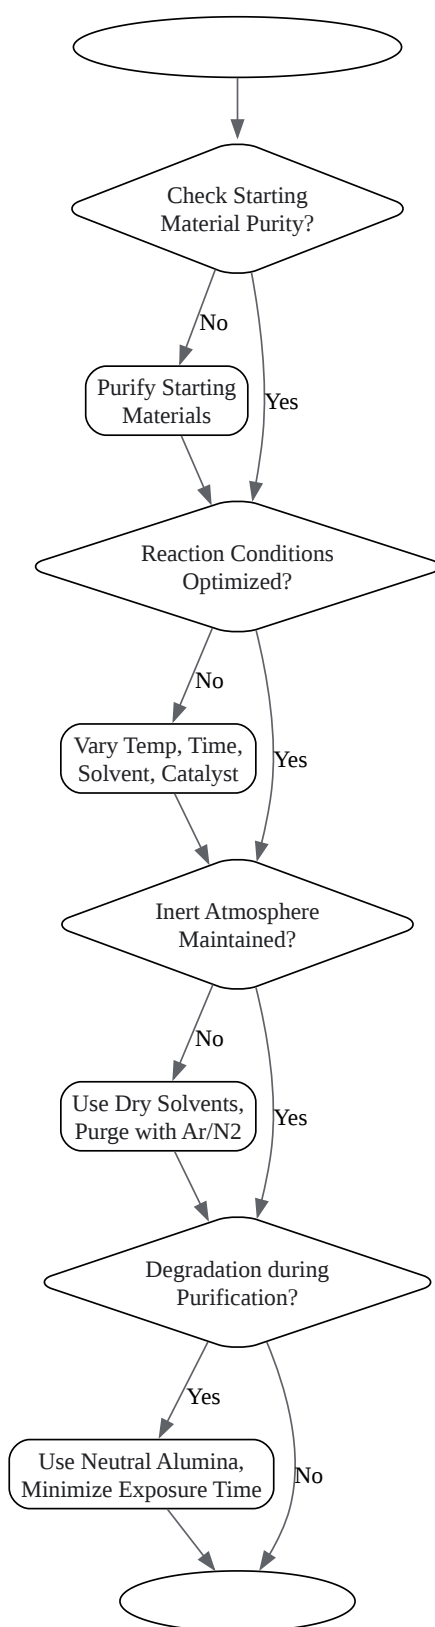 Check Starting
Material Purity?
No
Purify Starting
Materials
Yes
Reaction Conditions
Optimized?
No
Vary Temp, Time,
Solvent, Catalyst
Yes
Inert Atmosphere
Maintained?
No
Use Dry Solvents,
Purge with Ar/N2
Yes
Degradation during
Purification?
Yes
Use Neutral Alumina,
Minimize Exposure Time
No